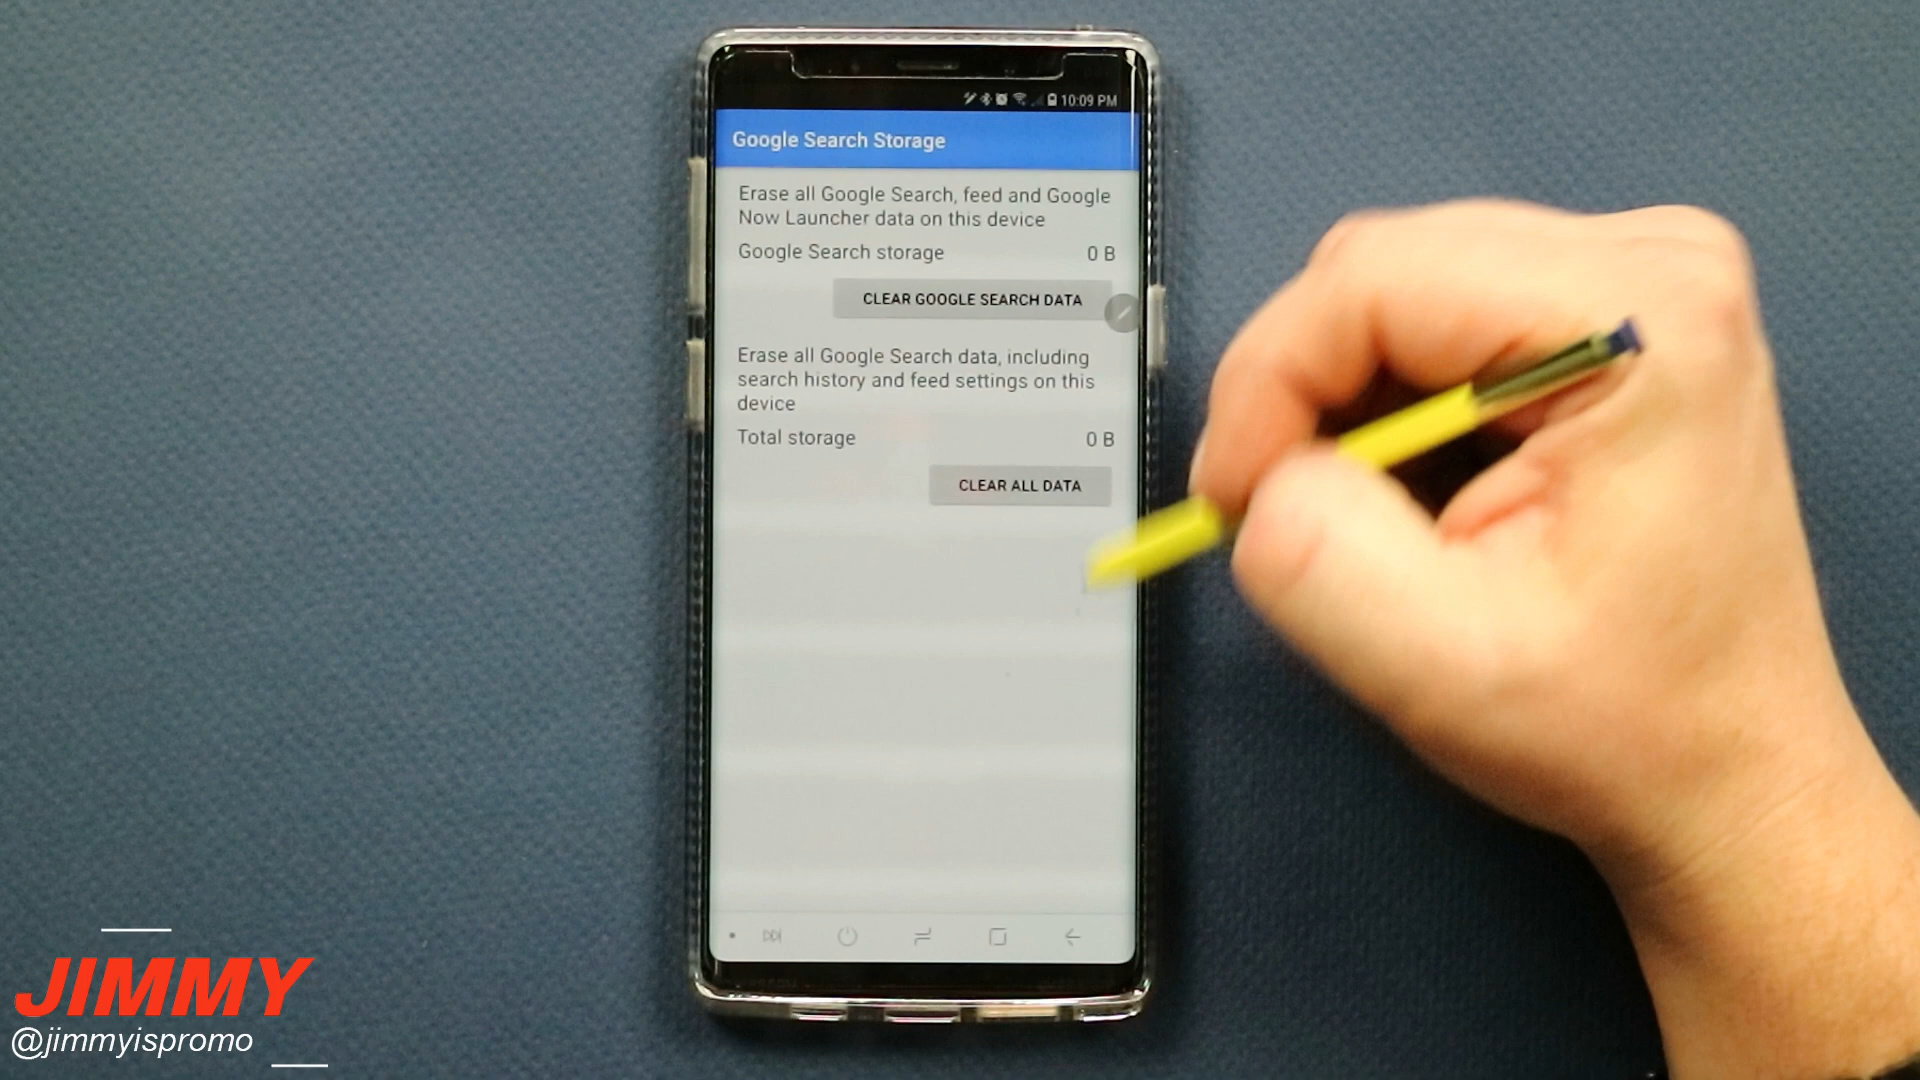 10:09 PM
Google Search Storage
Erase all Google Search, feed and Google
Now Launcher data on this device
Google Search storage 0 B
CLEAR GOOGLE SEARCH DATA
Erase all Google Search data, including
search history and feed settings on this
device
Total storage 0 B
CLEAR ALL DATA
JIMMY
@jimmyispromo